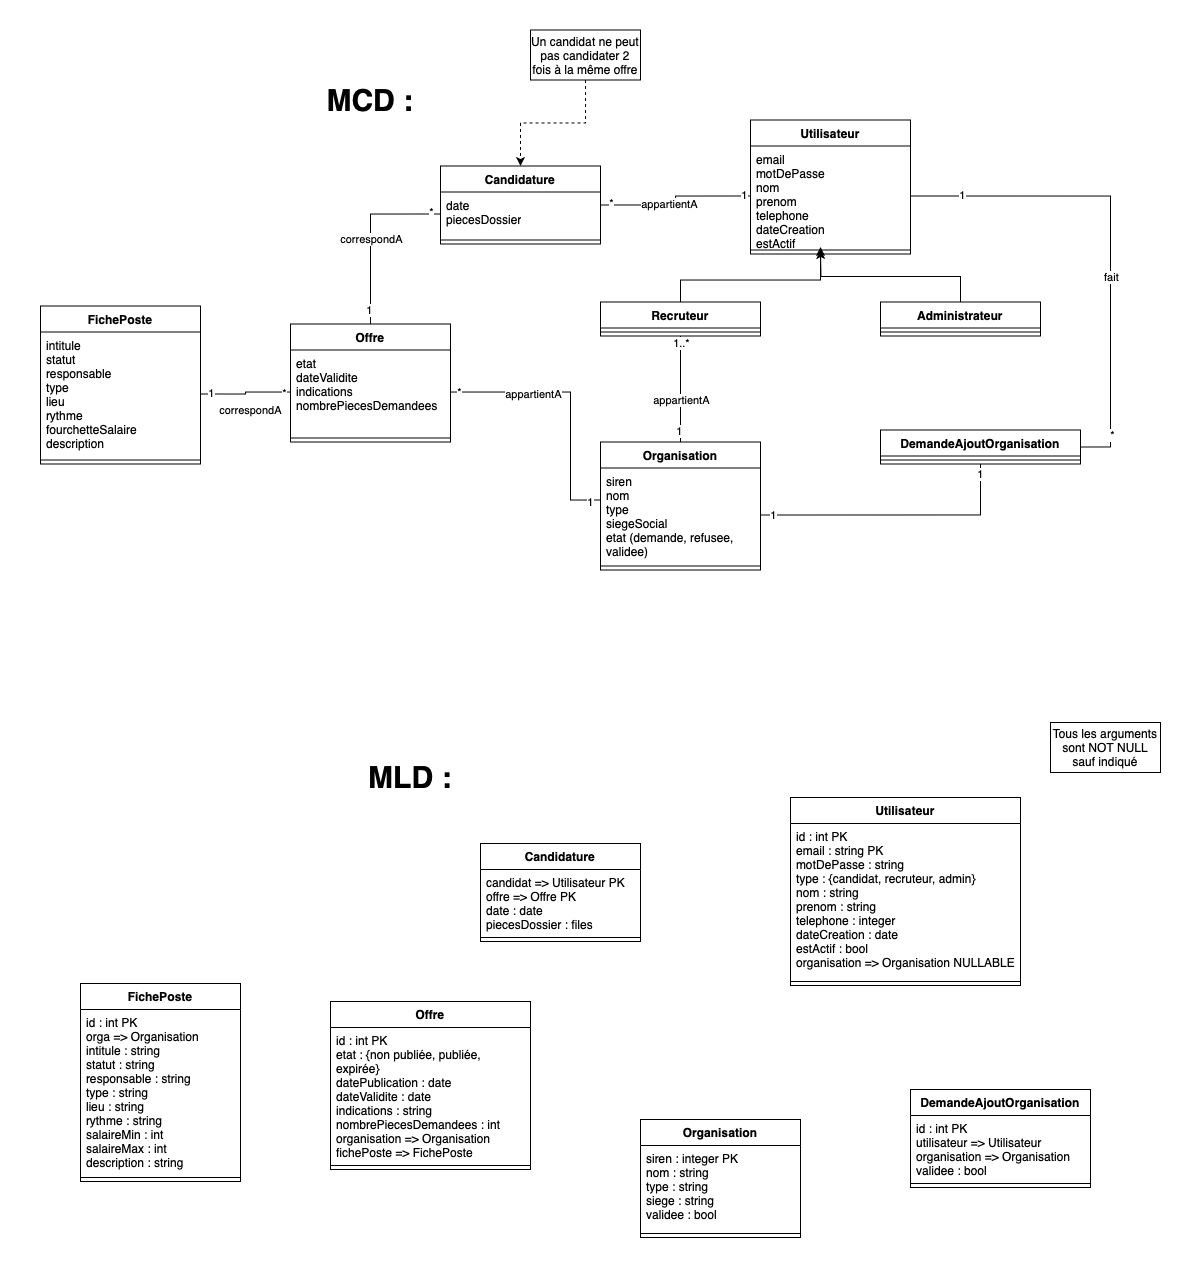 Un candidat ne peut
pas candidater 2
fois à la même offre
MCD :
Utilisateur
email
motDePasse
nom
prenom
telephone
dateCreation
estActif
Candidature
date
piecesDossier
*
appartientA
1
1
fait
*
*
correspondA
1
Recruteur
Administrateur
FichePoste
intitule
statut
responsable
type
lieu
rythme
fourchetteSalaire
description
1
correspondA
*
Offre
etat
dateValidite
indications
nombrePiecesDemandees
*
appartientA
1
1..*
appartientA
1
Organisation
siren
nom
type
siegeSocial
etat (demande, refusee,
validee)
DemandeAjoutOrganisation
1
1
Tous les arguments
sont NOT NULL
sauf indiqué
MLD :
Utilisateur
id : int PK
email : string PK
motDePasse : string
type : {candidat, recruteur, admin}
nom : string
prenom : string
telephone : integer
dateCreation : date
estActif : bool
organisation => Organisation NULLABLE
Candidature
candidat => Utilisateur PK
offre => Offre PK
date : date
piecesDossier : files
FichePoste
id : int PK
orga => Organisation
intitule : string
statut : string
responsable : string
type : string
lieu : string
rythme : string
salaireMin : int
salaireMax : int
description : string
Offre
id : int PK
etat : {non publiée, publiée,
expirée}
datePublication : date
dateValidite : date
indications : string
nombrePiecesDemandees : int
organisation => Organisation
fichePoste => FichePoste
Organisation
siren : integer PK
nom : string
type : string
siege : string
validee : bool
DemandeAjoutOrganisation
id : int PK
utilisateur => Utilisateur
organisation => Organisation
validee : bool